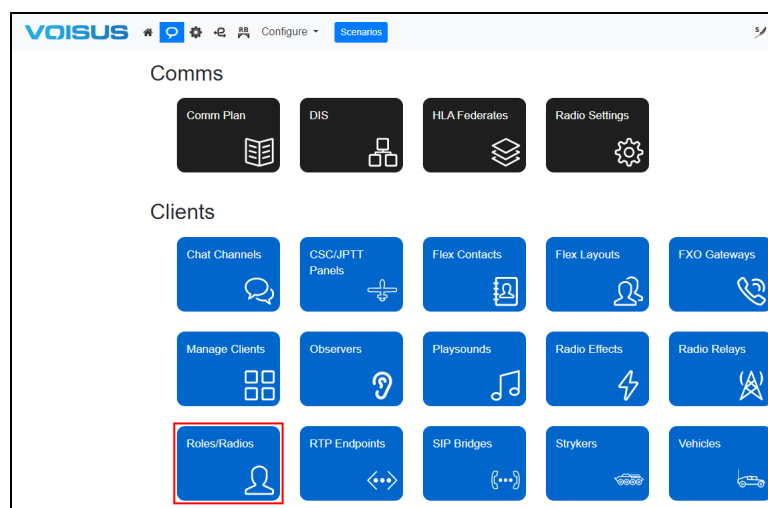 VOISUS RB Configure Scenarios
Comms
Comm Plan DIS HLA Federates Radio Settings
Clients
Chat Channels CSC/JPTT Panels Flex Contacts Flex Layouts FXO Gateways
Manage Clients Observers Playsounds Radio Effects Radio Relays
Roles/Radios RTP Endpoints SIP Bridges Strykers Vehicles